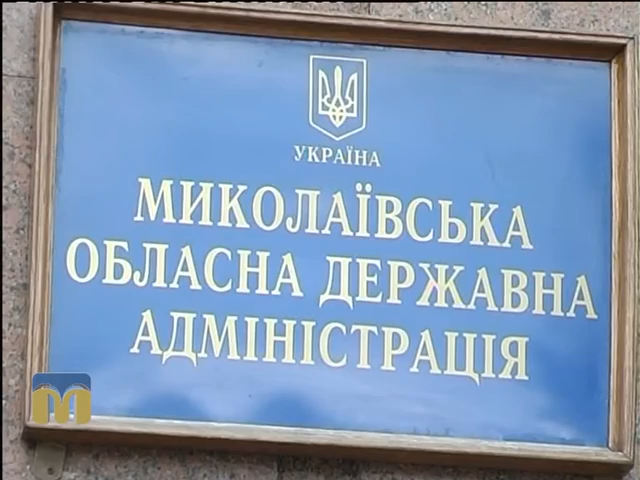 УКРАЇНА
МИКОЛАЇВСЬКА
ОБЛАСНА ДЕРЖАВНА
АДМІНІСТРАЦІЯ
М